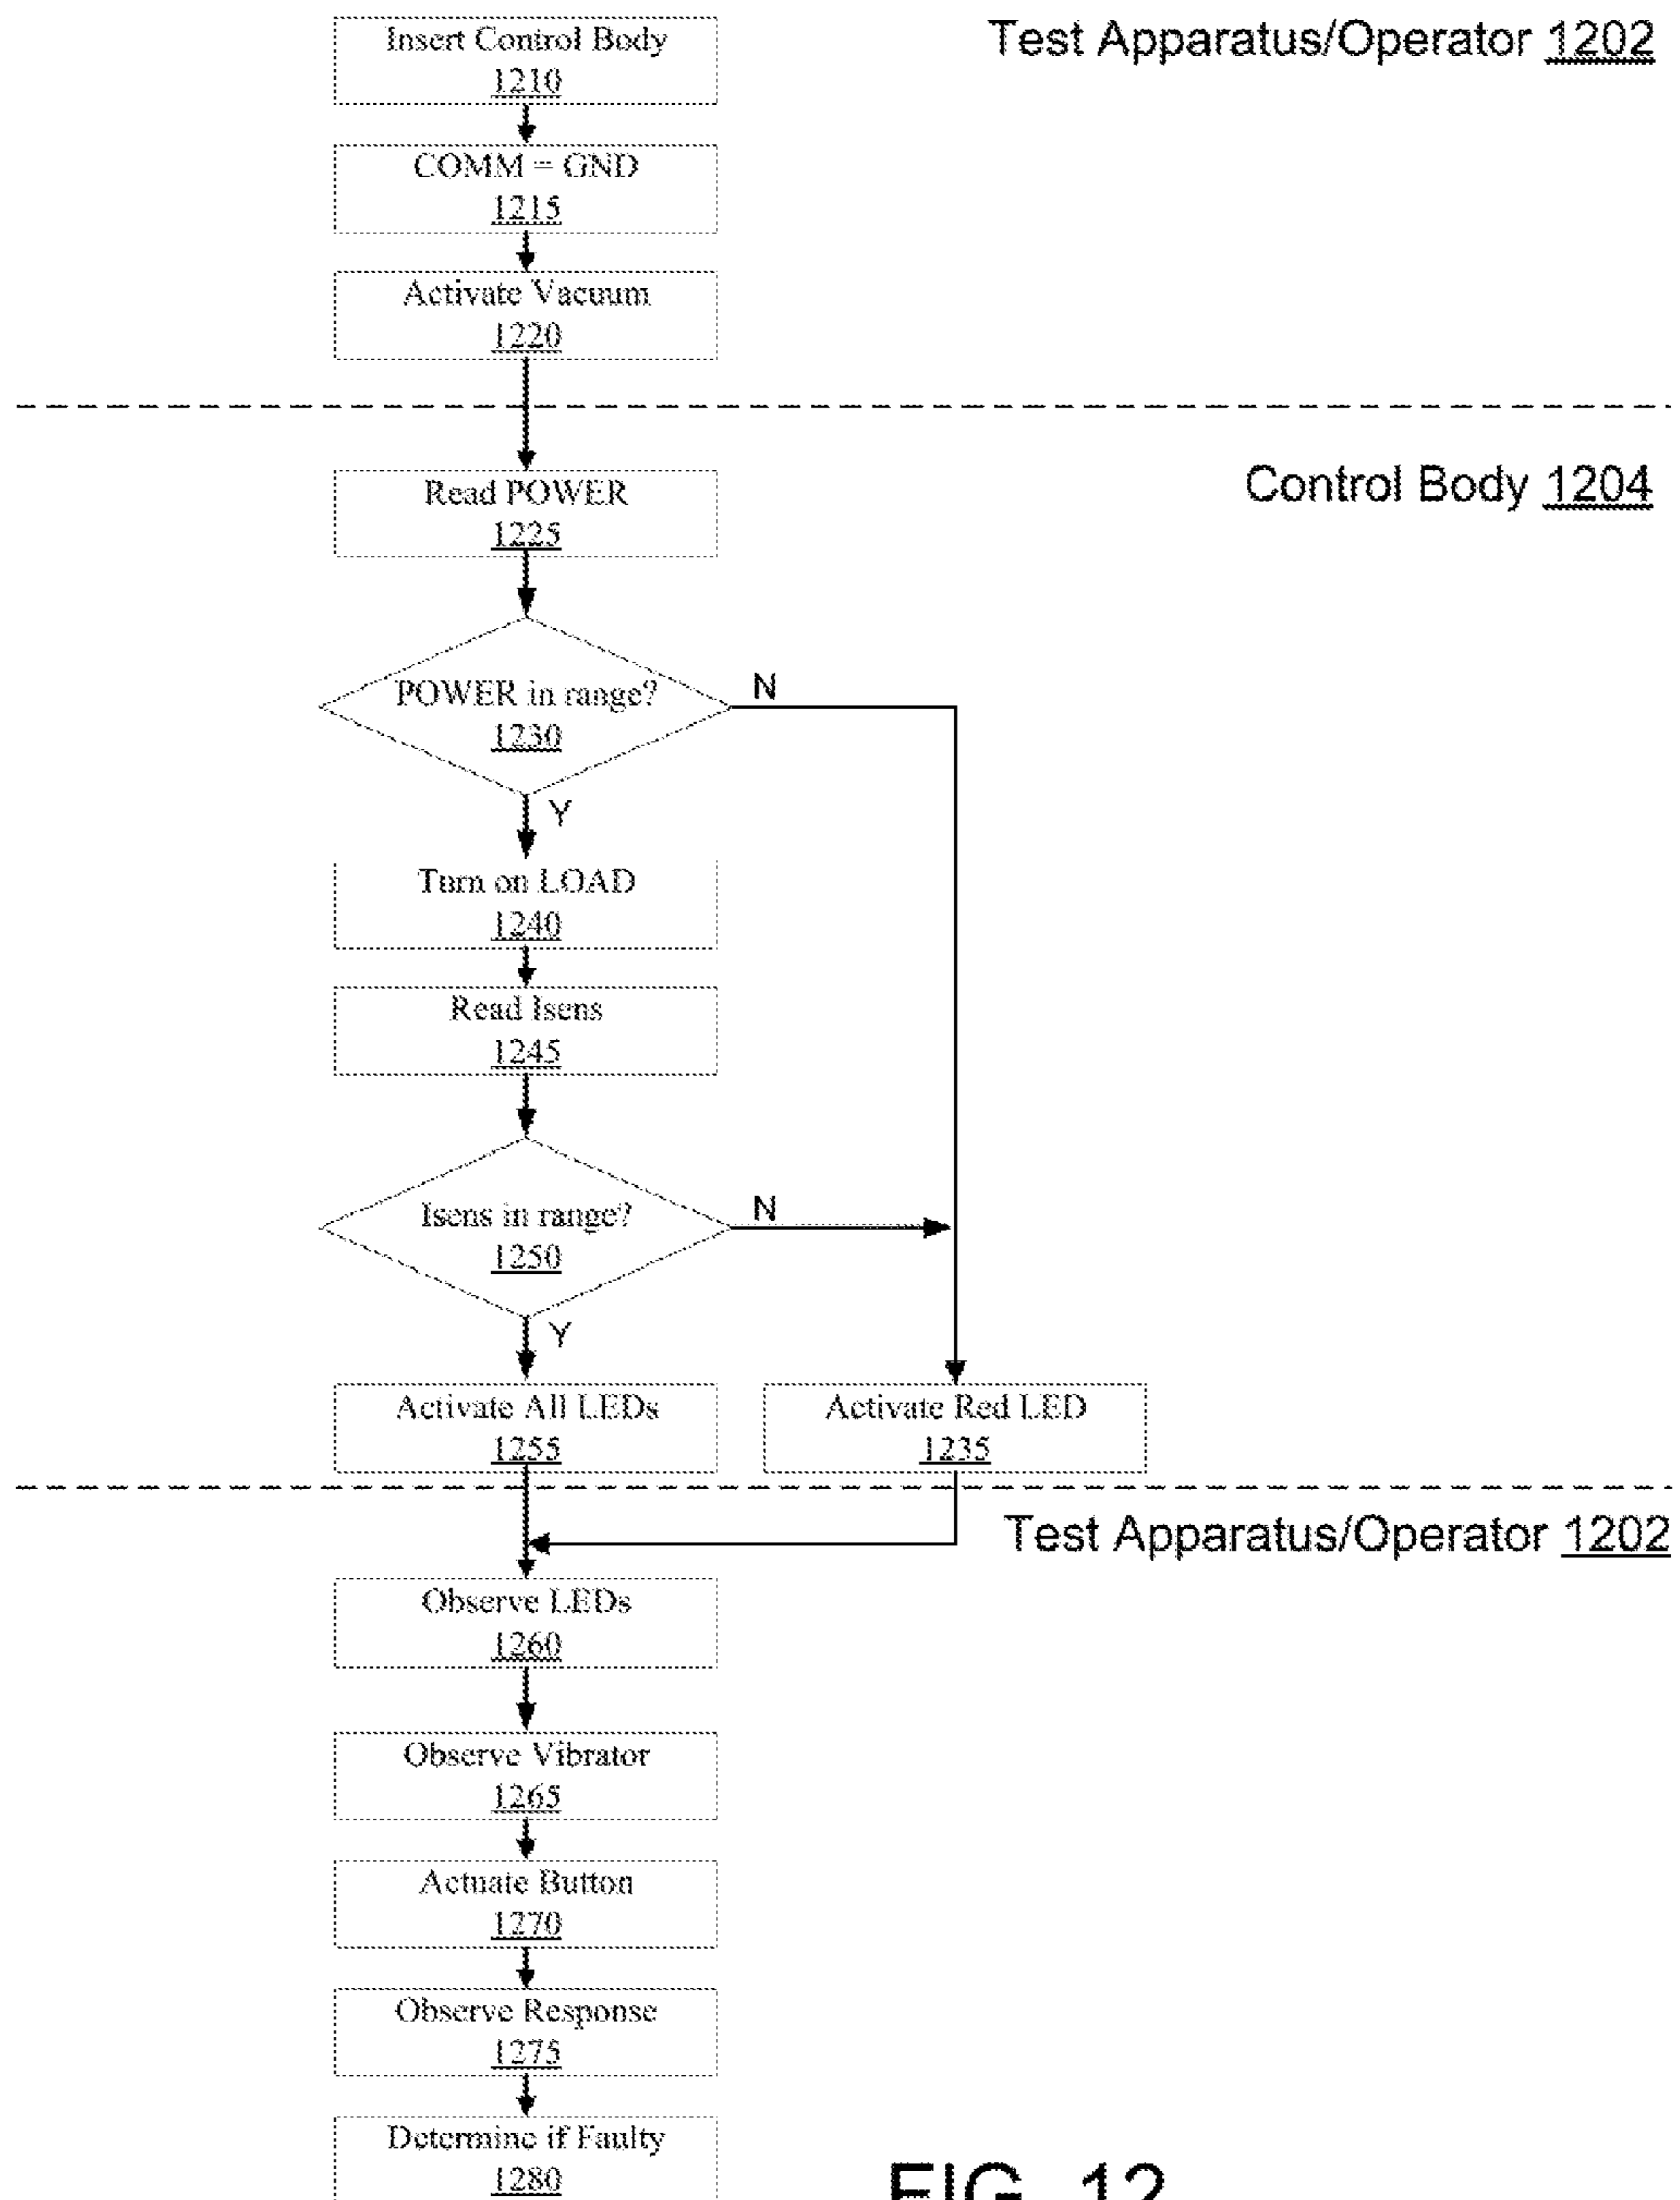 Test Apparatus/Operator 1202
Insert Control Body
1210
COMM = GND
1215
Activate Vacuum
1220
Control Body 1204
Read POWER
1225
POWER in range?
1230
N
Y
Turn on LOAD
1240
Read Isens
1245
Isens in range?
1250
N
Y
Activate All LEDs
1255
Activate Red LED
1235
Test Apparatus/Operator 1202
Observe LEDs
1260
Observe Vibrator
1265
Actuate Button
1270
Observe Response
1275
Determine if Faulty
1280
FIG. 12